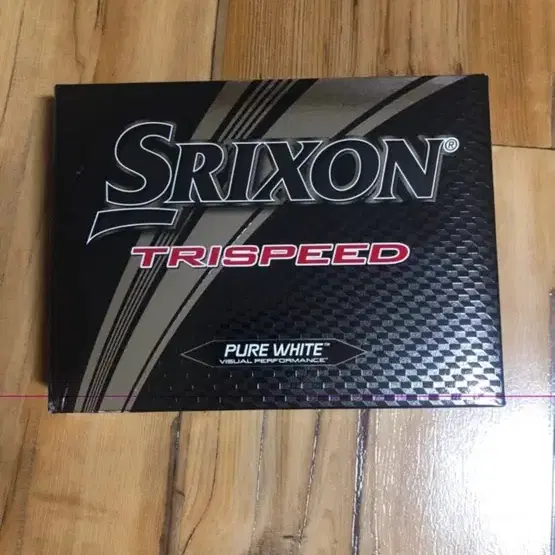 SRIXON®
TRISPEED
PURE WHITE™
VISUAL PERFORMANCE™